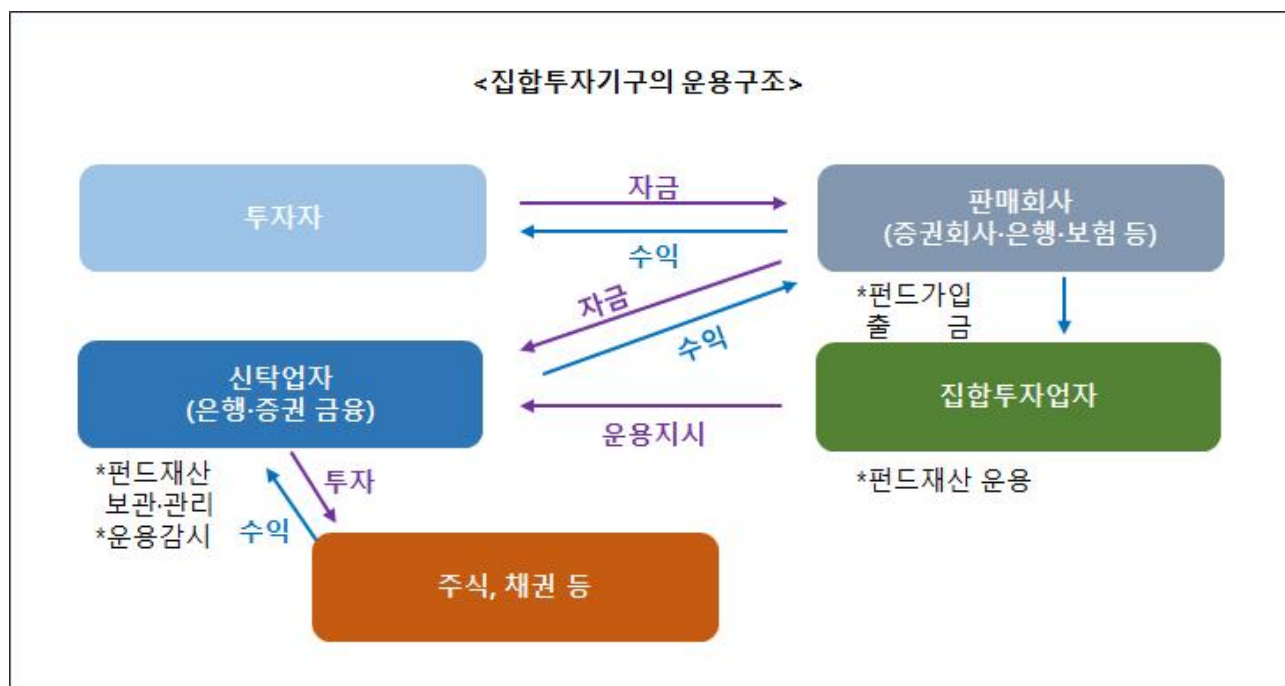 <집합투자기구의 운용구조>
투자자
자금
수익
판매회사
(증권회사·은행·보험 등)
자금
수익
*펀드가입
출 금
신탁업자
(은행·증권 금융)
운용지시
집합투자업자
*펀드재산
보관·관리
*운용감시
투자
수익
*펀드재산 운용
주식, 채권 등